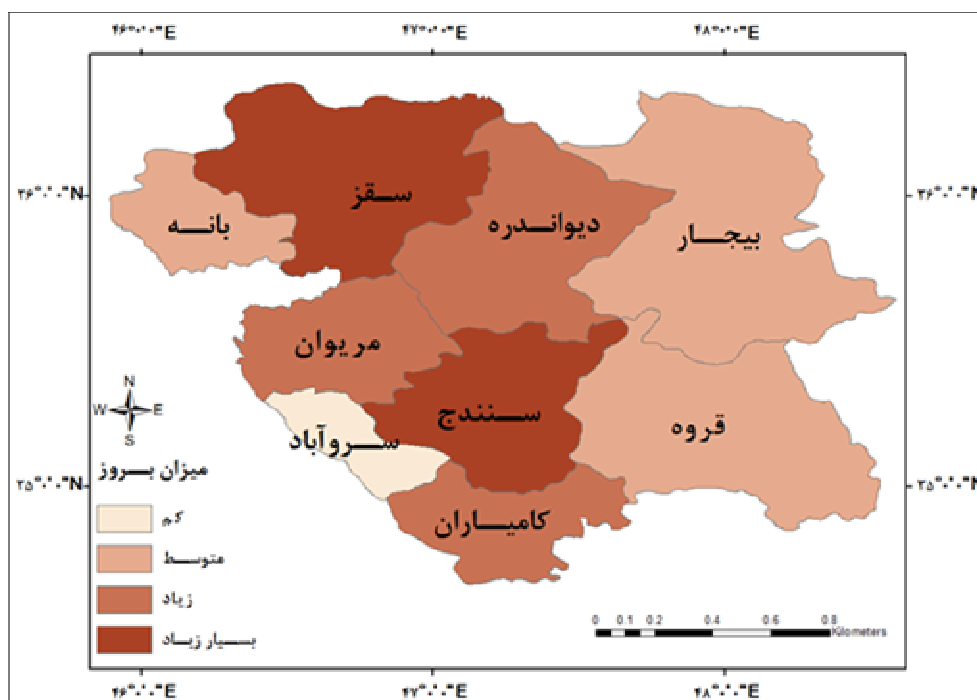 ۴۶°۰'۰"E ۴۷°۰'۰"E ۴۸°۰'۰"E
۳۶°۰'۰"N ۳۶°۰'۰"N
سقز
دیواندره
بیجار
بانه
مریوان
سنندج
قروه
سروآباد
کامیاران
۳۵°۰'۰"N ۳۵°۰'۰"N
N
W E
S
میزان بروز
کم
متوسط
زیاد
بسیار زیاد
0 0.1 0.2 0.4 0.6 0.8
Kilometers
۴۶°۰'۰"E ۴۷°۰'۰"E ۴۸°۰'۰"E